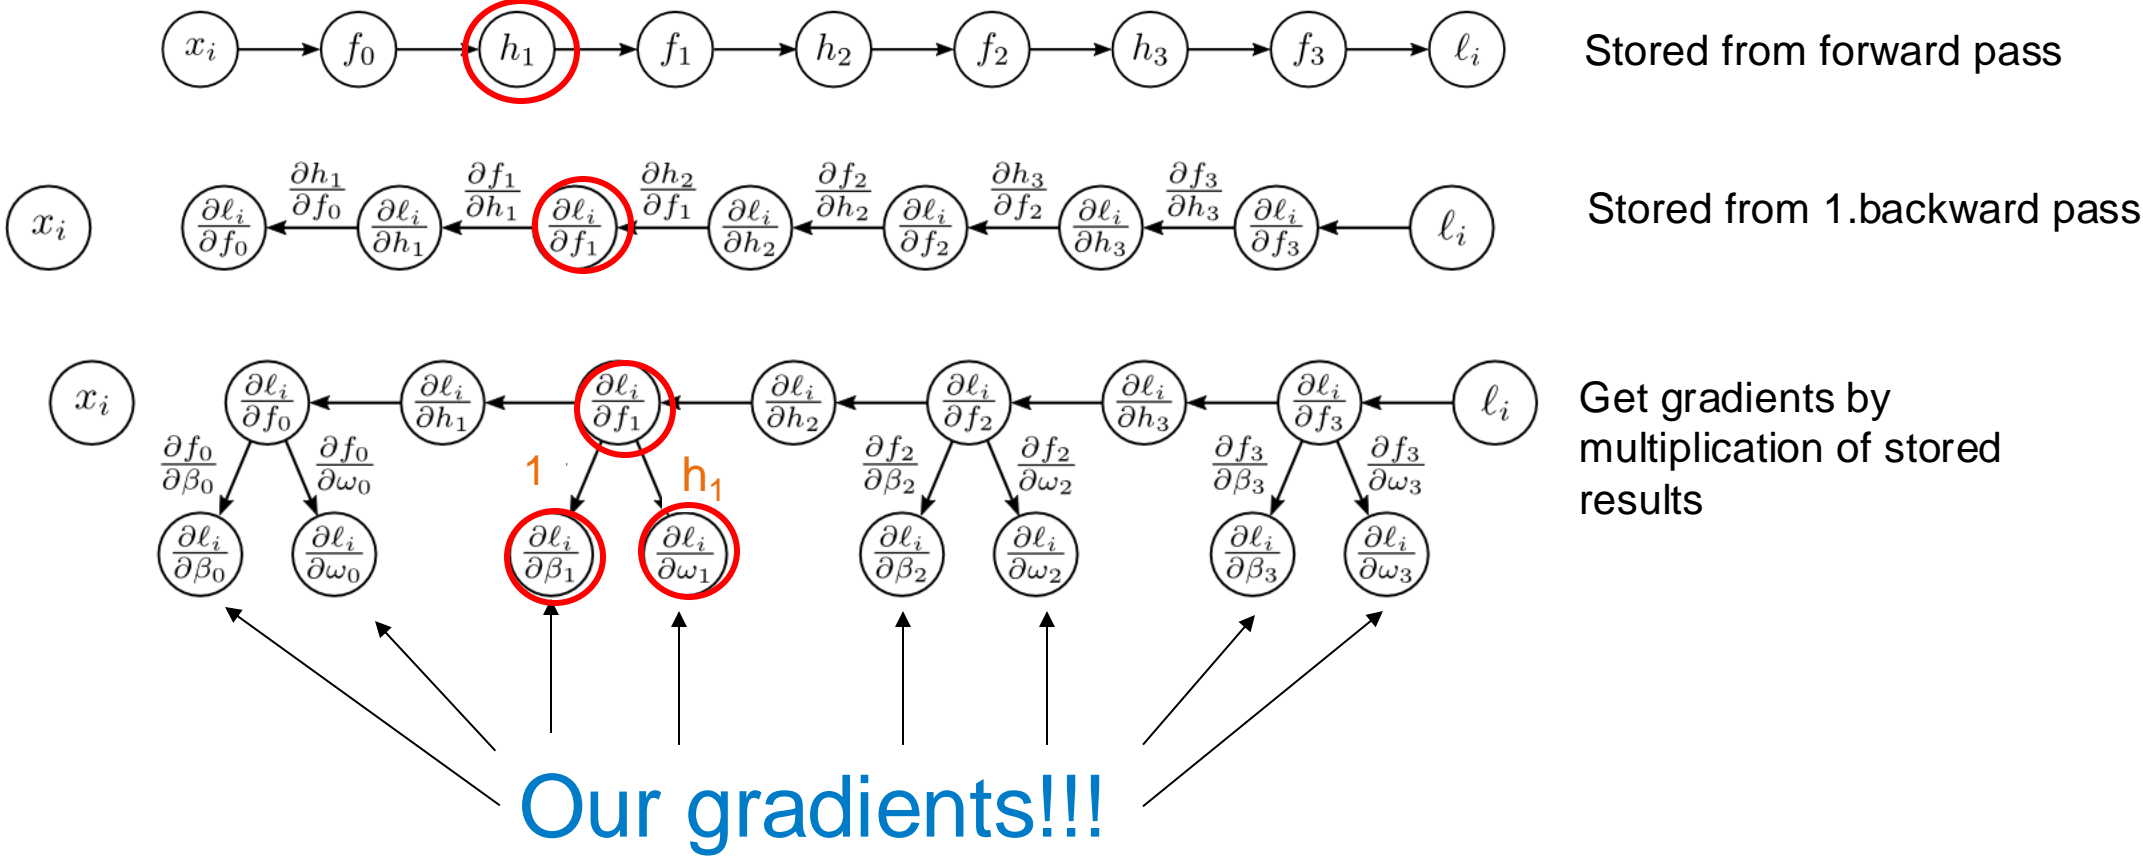 x_i f_0 h_1 f_1 h_2 f_2 h_3 f_3 ℓ_i Stored from forward pass
∂h_1/∂f_0 ∂f_1/∂h_1 ∂h_2/∂f_1 ∂f_2/∂h_2 ∂h_3/∂f_2 ∂f_3/∂h_3
x_i ∂ℓ_i/∂f_0 ∂ℓ_i/∂h_1 ∂ℓ_i/∂f_1 ∂ℓ_i/∂h_2 ∂ℓ_i/∂f_2 ∂ℓ_i/∂h_3 ∂ℓ_i/∂f_3 ℓ_i Stored from 1.backward pass
x_i ∂ℓ_i/∂f_0 ∂ℓ_i/∂h_1 ∂ℓ_i/∂f_1 ∂ℓ_i/∂h_2 ∂ℓ_i/∂f_2 ∂ℓ_i/∂h_3 ∂ℓ_i/∂f_3 ℓ_i
Get gradients by
multiplication of stored
results
∂f_0/∂β_0 ∂f_0/∂ω_0 1 h_1 ∂f_2/∂β_2 ∂f_2/∂ω_2 ∂f_3/∂β_3 ∂f_3/∂ω_3
∂ℓ_i/∂β_0 ∂ℓ_i/∂ω_0 ∂ℓ_i/∂β_1 ∂ℓ_i/∂ω_1 ∂ℓ_i/∂β_2 ∂ℓ_i/∂ω_2 ∂ℓ_i/∂β_3 ∂ℓ_i/∂ω_3
Our gradients!!!